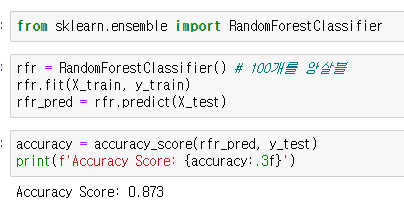 : from sklearn.ensemble import RandomForestClassifier
: rfr = RandomForestClassifier() # 100개를 앙상블
rfr.fit(X_train, y_train)
rfr_pred = rfr.predict(X_test)
: accuracy = accuracy_score(rfr_pred, y_test)
print(f'Accuracy Score: {accuracy:.3f}')
Accuracy Score: 0.873